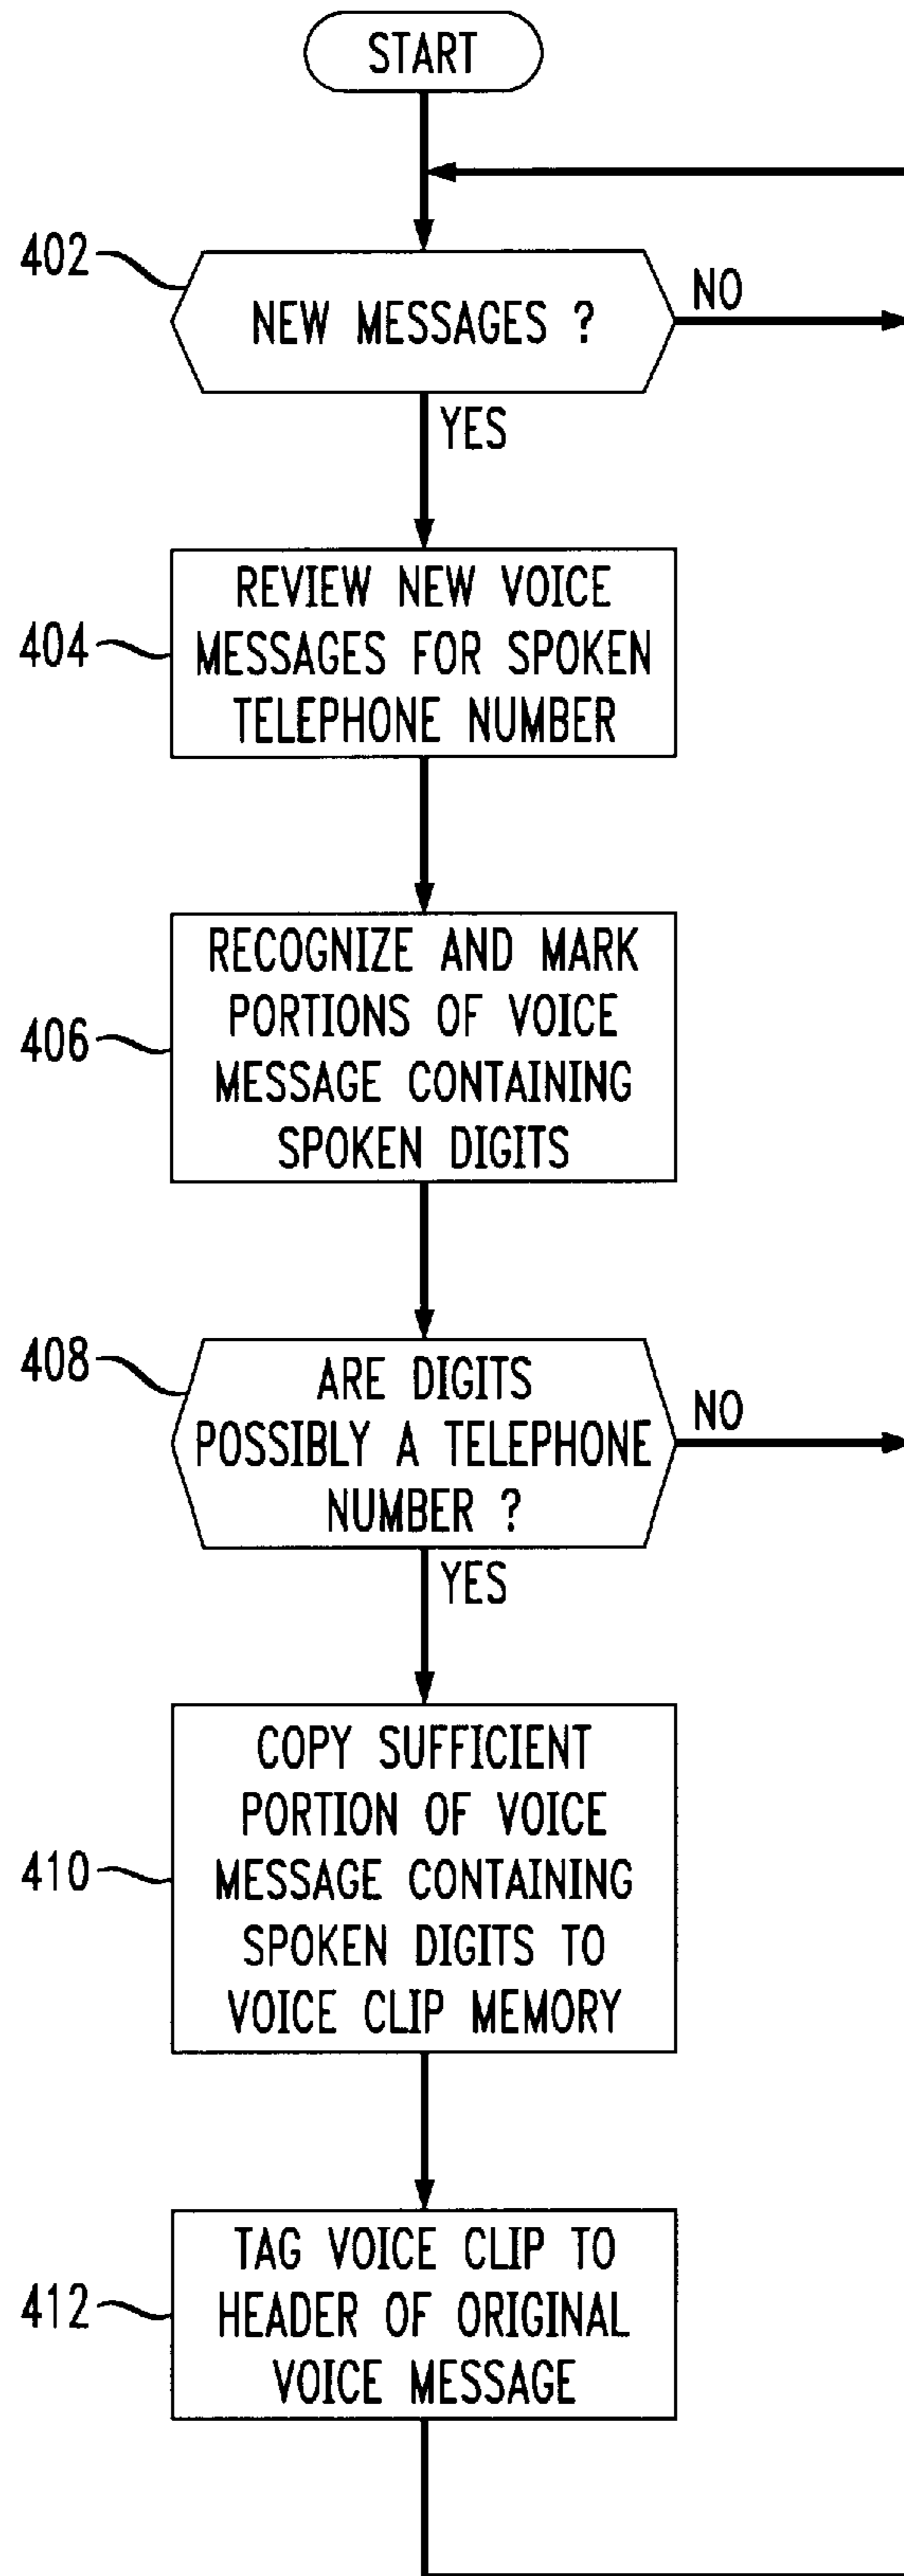 START
402
NEW MESSAGES ?
NO
YES
404
REVIEW NEW VOICE
MESSAGES FOR SPOKEN
TELEPHONE NUMBER
406
RECOGNIZE AND MARK
PORTIONS OF VOICE
MESSAGE CONTAINING
SPOKEN DIGITS
408
ARE DIGITS
POSSIBLY A TELEPHONE
NUMBER ?
NO
YES
410
COPY SUFFICIENT
PORTION OF VOICE
MESSAGE CONTAINING
SPOKEN DIGITS TO
VOICE CLIP MEMORY
412
TAG VOICE CLIP TO
HEADER OF ORIGINAL
VOICE MESSAGE